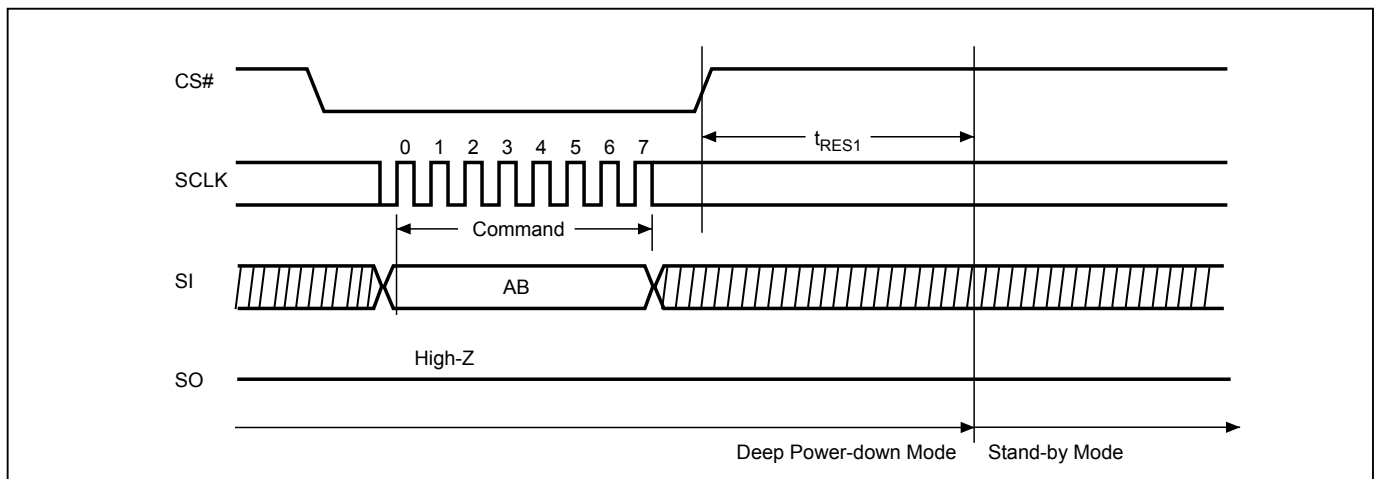 CS#
t_RES1
0 1 2 3 4 5 6 7
SCLK
Command
SI
AB
High-Z
SO
Deep Power-down Mode Stand-by Mode